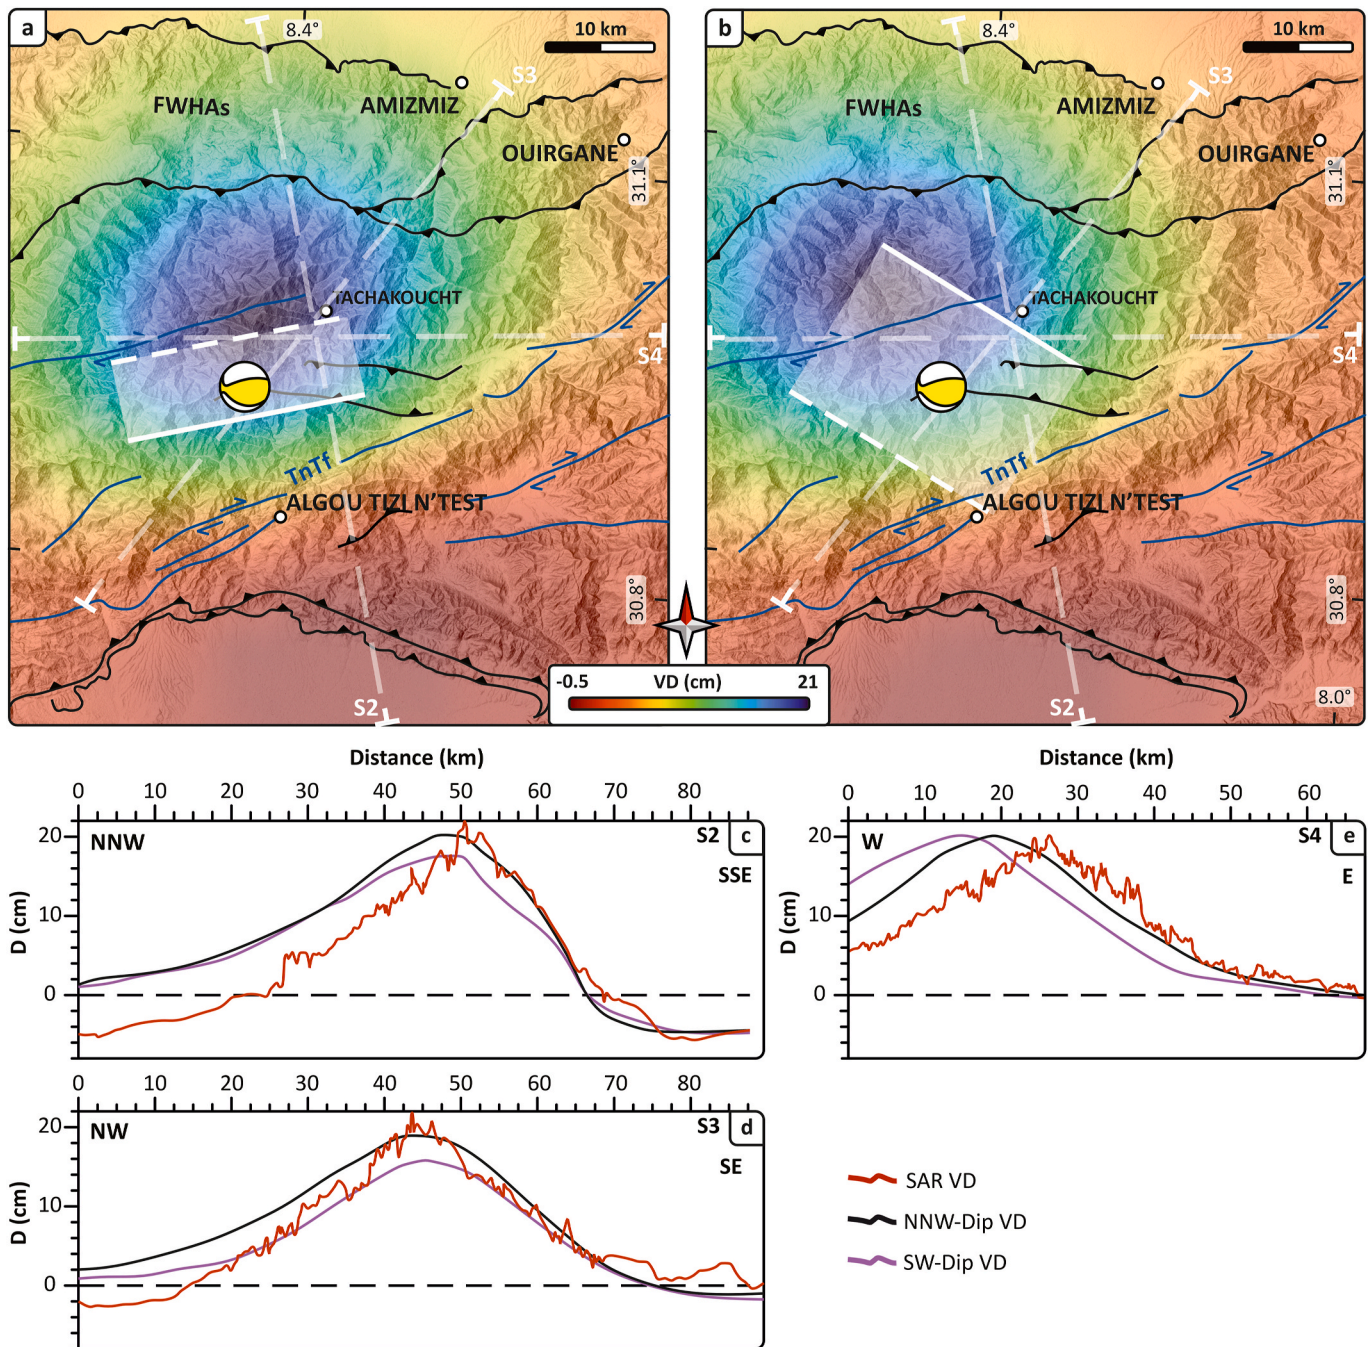 a
8.4°
10 km
S3
FWHAs
AMIZMIZ
OUIRGANE
31.1°
TACHAKOUCHT
S4
TnTf
ALGOU TIZI N'TEST
30.8°
S2
b
8.4°
10 km
S3
FWHAs
AMIZMIZ
OUIRGANE
31.1°
TACHAKOUCHT
S4
TnTf
ALGOU TIZI N'TEST
30.8°
8.0°
S2
-0.5 VD (cm) 21
Distance (km)
0 10 20 30 40 50 60 70 80
NNW
S2
c
SSE
20
10
0
D (cm)
Distance (km)
0 10 20 30 40 50 60
W
S4
e
E
20
10
0
D (cm)
0 10 20 30 40 50 60 70 80
NW
S3
d
SE
20
10
0
D (cm)
SAR VD
NNW-Dip VD
SW-Dip VD